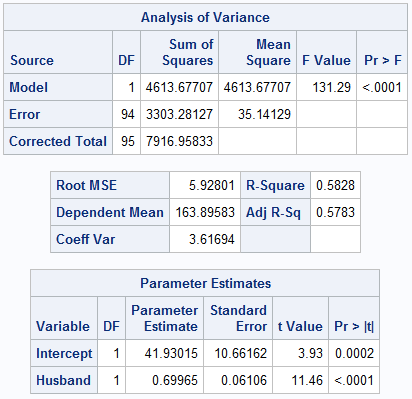 Analysis of Variance
Source DF Sum of Squares Mean Square F Value Pr > F
Model 1 4613.67707 4613.67707 131.29 <.0001
Error 94 3303.28127 35.14129
Corrected Total 95 7916.95833
Root MSE 5.92801 R-Square 0.5828
Dependent Mean 163.89583 Adj R-Sq 0.5783
Coeff Var 3.61694
Parameter Estimates
Variable DF Parameter Estimate Standard Error t Value Pr > |t|
Intercept 1 41.93015 10.66162 3.93 0.0002
Husband 1 0.69965 0.06106 11.46 <.0001